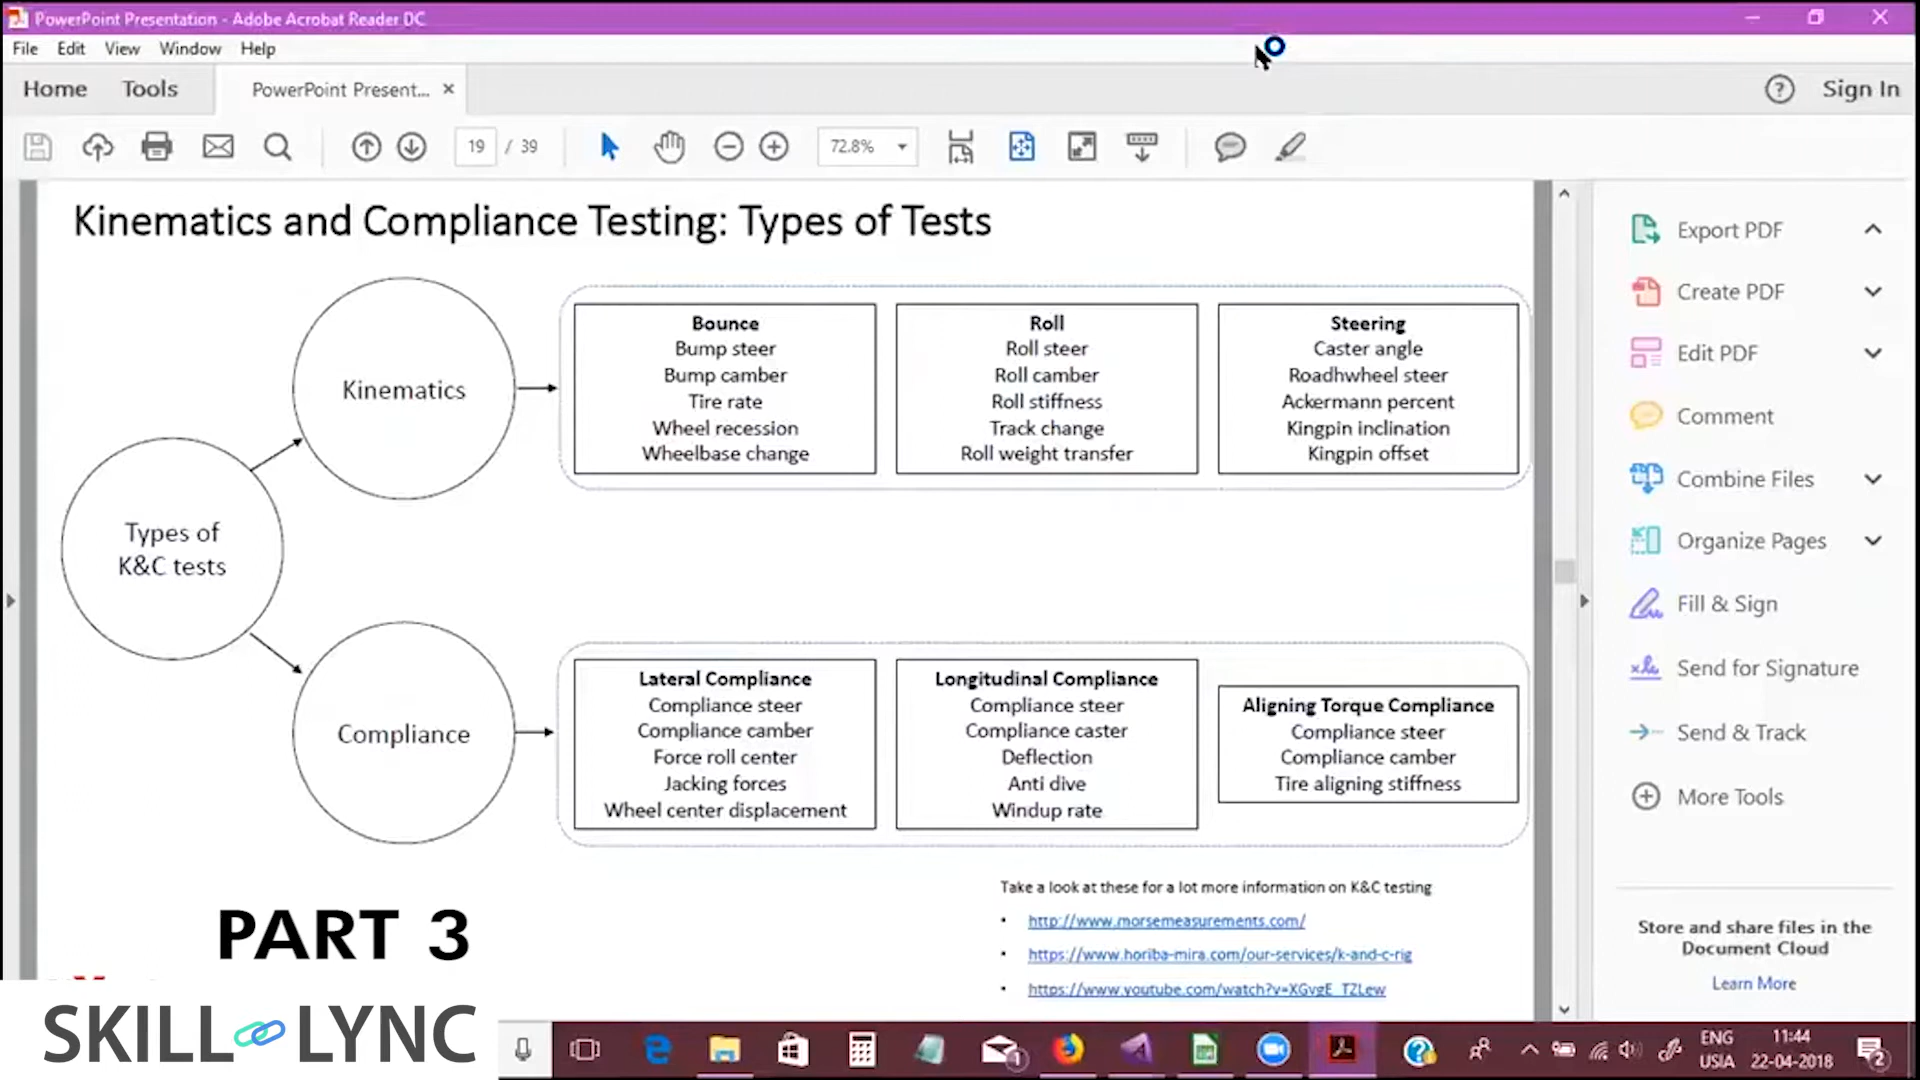 PowerPoint Presentation - Adobe Acrobat Reader DC
File Edit View Window Help
Home Tools PowerPoint Present... Sign In
19 / 39 72.8%
Kinematics and Compliance Testing: Types of Tests
Types of
K&C tests
Kinematics
Bounce
Bump steer
Bump camber
Tire rate
Wheel recession
Wheelbase change
Roll
Roll steer
Roll camber
Roll stiffness
Track change
Roll weight transfer
Steering
Caster angle
Roadhwheel steer
Ackermann percent
Kingpin inclination
Kingpin offset
Compliance
Lateral Compliance
Compliance steer
Compliance camber
Force roll center
Jacking forces
Wheel center displacement
Longitudinal Compliance
Compliance steer
Compliance caster
Deflection
Anti dive
Windup rate
Aligning Torque Compliance
Compliance steer
Compliance camber
Tire aligning stiffness
Take a look at these for a lot more information on K&C testing
• http://www.morsemeasurements.com/
• https://www.horiba-mira.com/our-services/k-and-c-rig
• https://www.youtube.com/watch?v=XGvgE_TZLew
Export PDF
Create PDF
Edit PDF
Comment
Combine Files
Organize Pages
Fill & Sign
Send for Signature
Send & Track
More Tools
Store and share files in the
Document Cloud
Learn More
PART 3
SKILL LYNC
1
ENG
USIA
11:44
22-04-2018
2